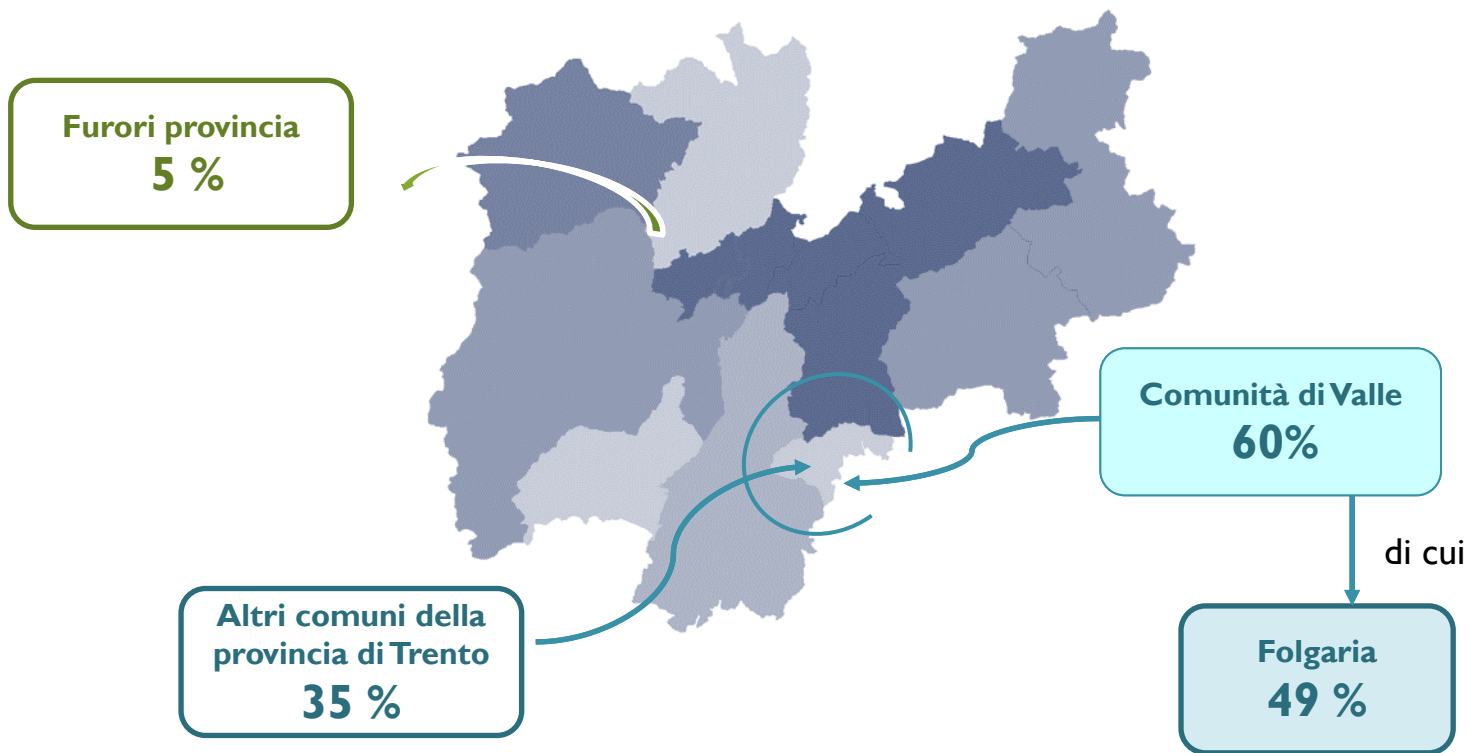 Furori provincia
5 %
Comunità di Valle
60%
di cui
Altri comuni della
provincia di Trento
35 %
Folgaria
49 %